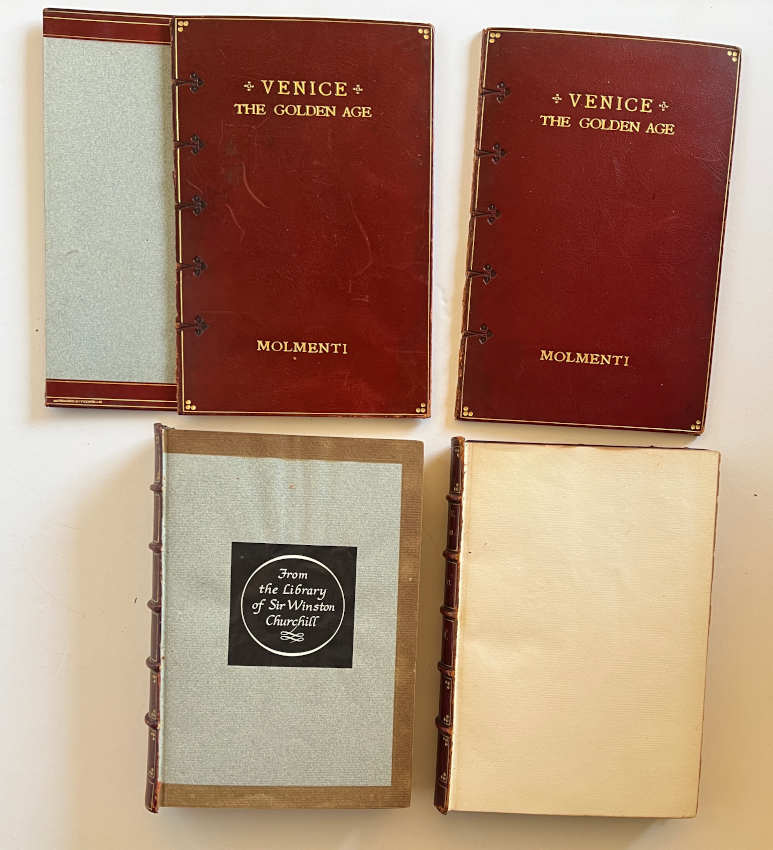 VENICE
THE GOLDEN AGE
MOLMENTI
VENICE
THE GOLDEN AGE
MOLMENTI
From
the Library
of Sir Winston
Churchill